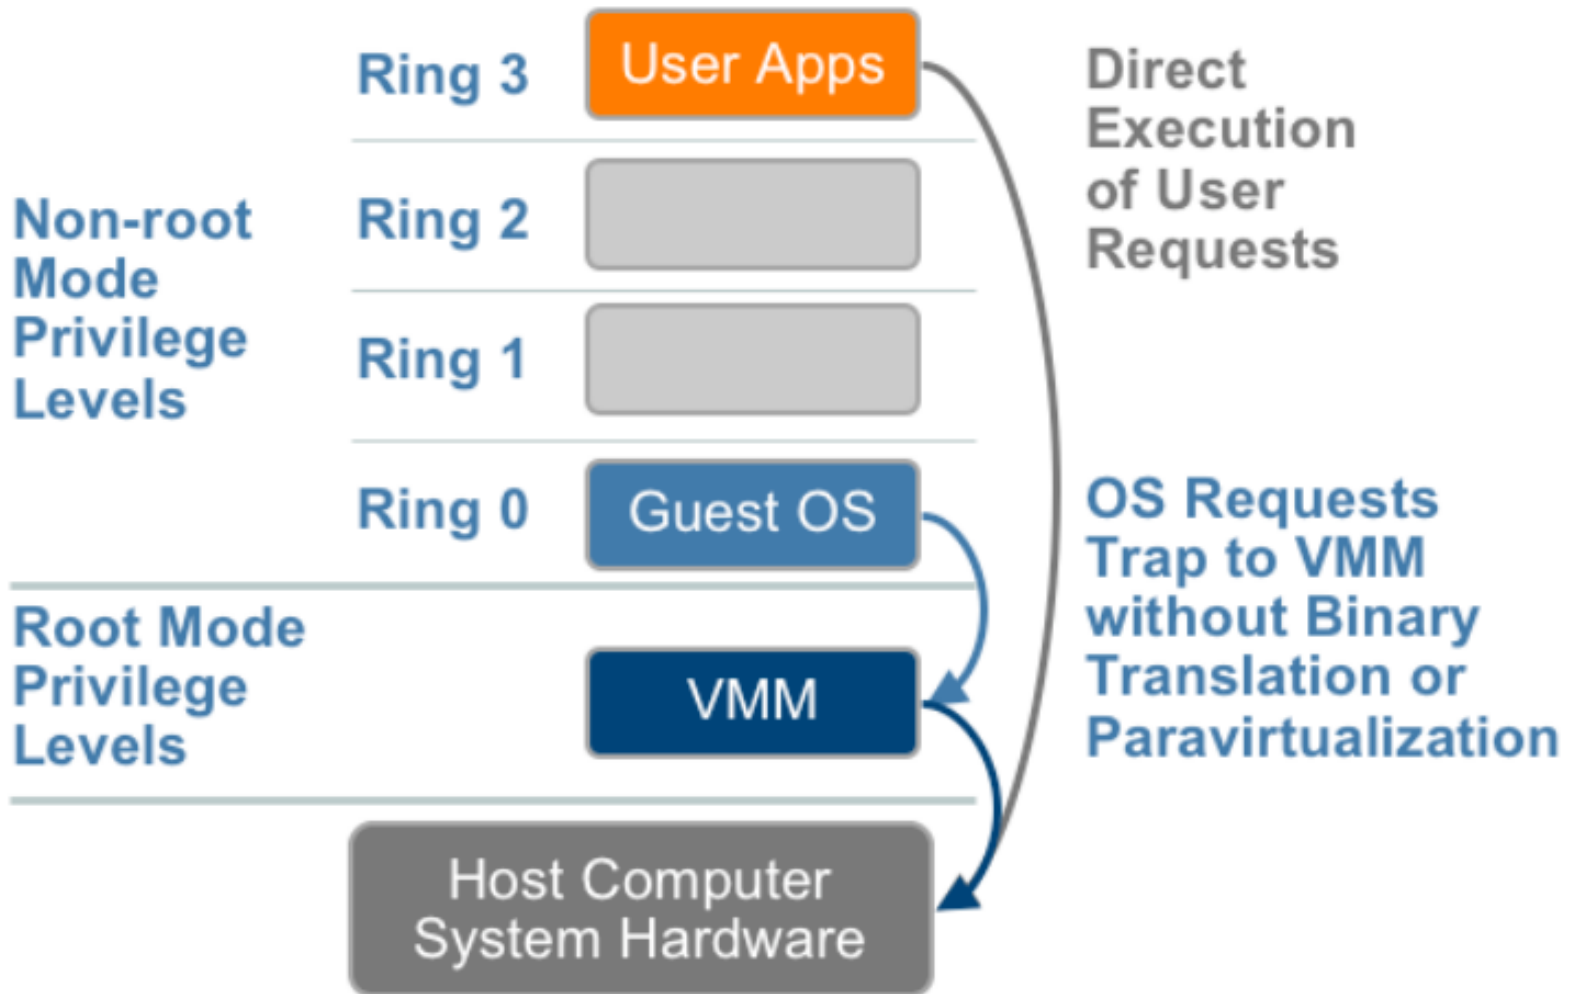 Ring 3
User Apps
Direct
Execution
of User
Requests
Non-root
Mode
Privilege
Levels
Ring 2
Ring 1
Ring 0
Guest OS
OS Requests
Trap to VMM
without Binary
Translation or
Paravirtualization
Root Mode
Privilege
Levels
VMM
Host Computer
System Hardware